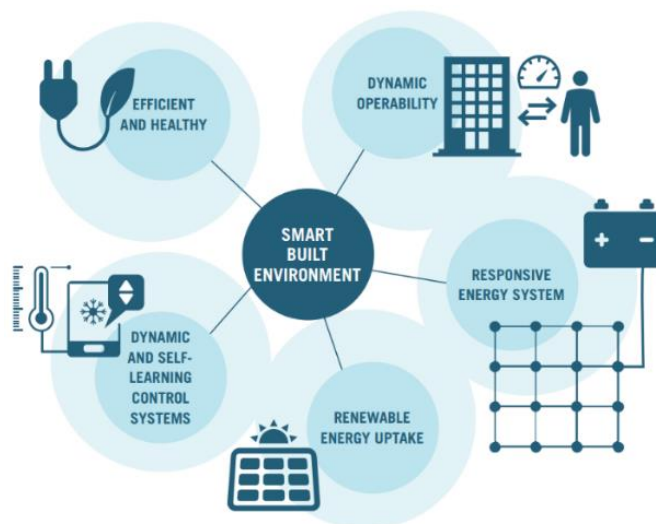 EFFICIENT
AND HEALTHY
DYNAMIC
OPERABILITY
SMART
BUILT
ENVIRONMENT
RESPONSIVE
ENERGY SYSTEM
DYNAMIC
AND SELF-
LEARNING
CONTROL
SYSTEMS
RENEWABLE
ENERGY UPTAKE